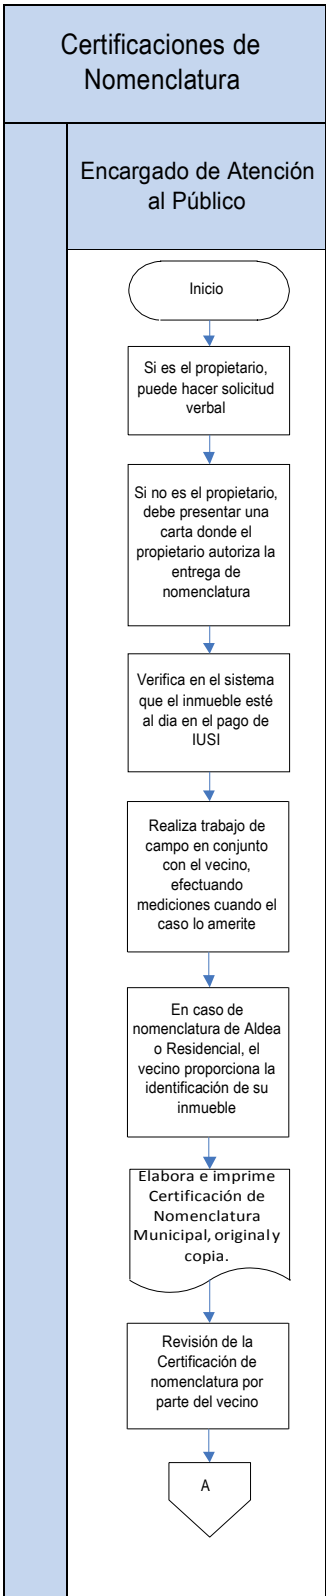 Certificaciones de
Nomenclatura
Encargado de Atención
al Público
Inicio
Si es el propietario,
puede hacer solicitud
verbal
Si no es el propietario,
debe presentar una
carta donde el
propietario autoriza la
entrega de
nomenclatura
Verifica en el sistema
que el inmueble esté
al dia en el pago de
IUSI
Realiza trabajo de
campo en conjunto
con el vecino,
efectuando
mediciones cuando el
caso lo amerite
En caso de
nomenclatura de Aldea
o Residencial, el
vecino proporciona la
identificación de su
inmueble
Elabora e imprime
Certificación de
Nomenclatura
Municipal, original y
copia.
Revisión de la
Certificación de
nomenclatura por
parte del vecino
A